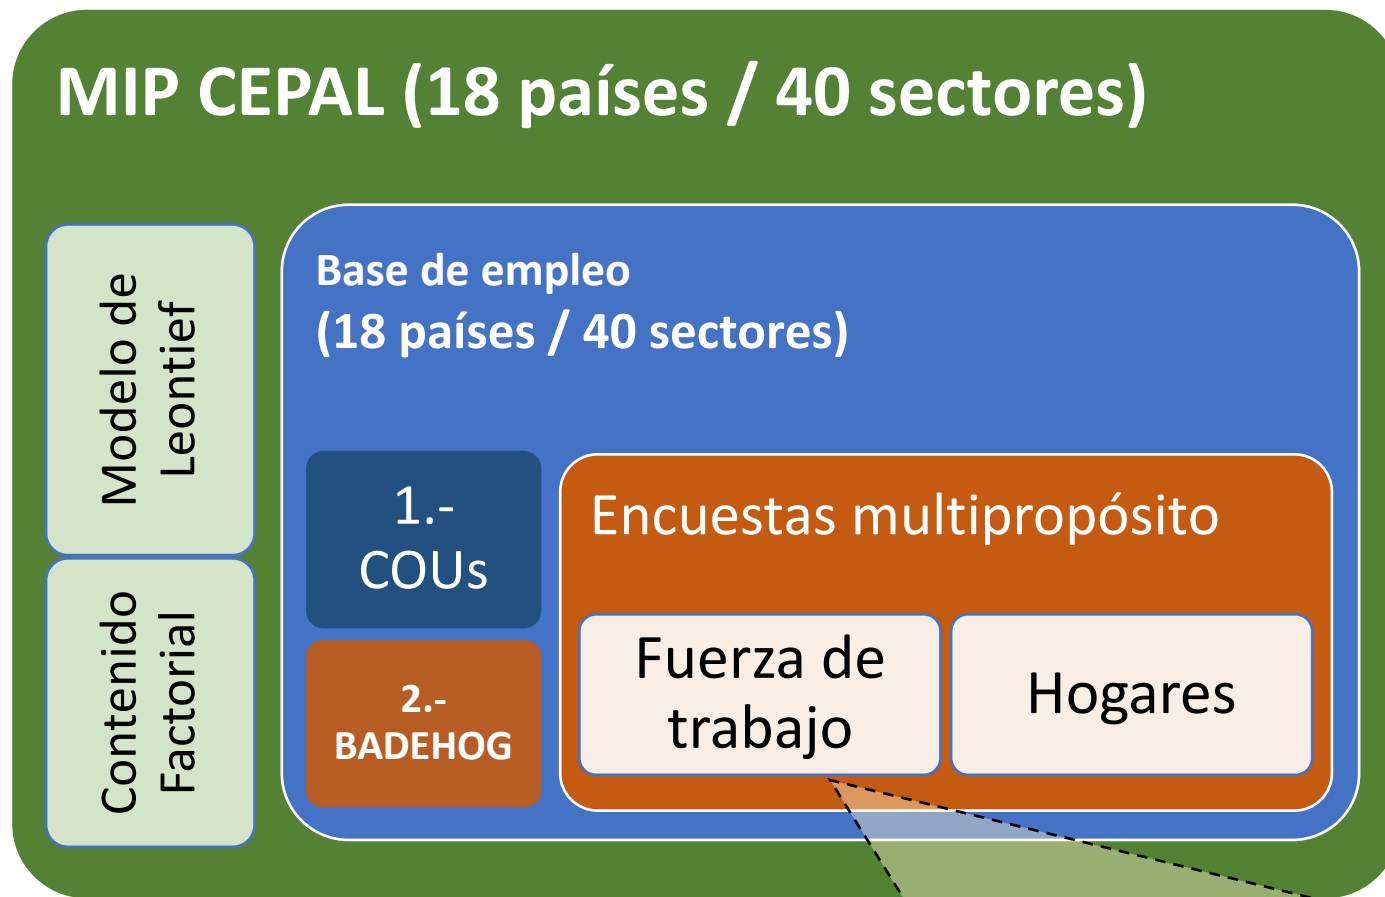 MIP CEPAL (18 países / 40 sectores)
Modelo de
Leontief
Contenido
Factorial
Base de empleo
(18 países / 40 sectores)
1.-
COUs
2.-
BADEHOG
Encuestas multipropósito
Fuerza de
trabajo
Hogares